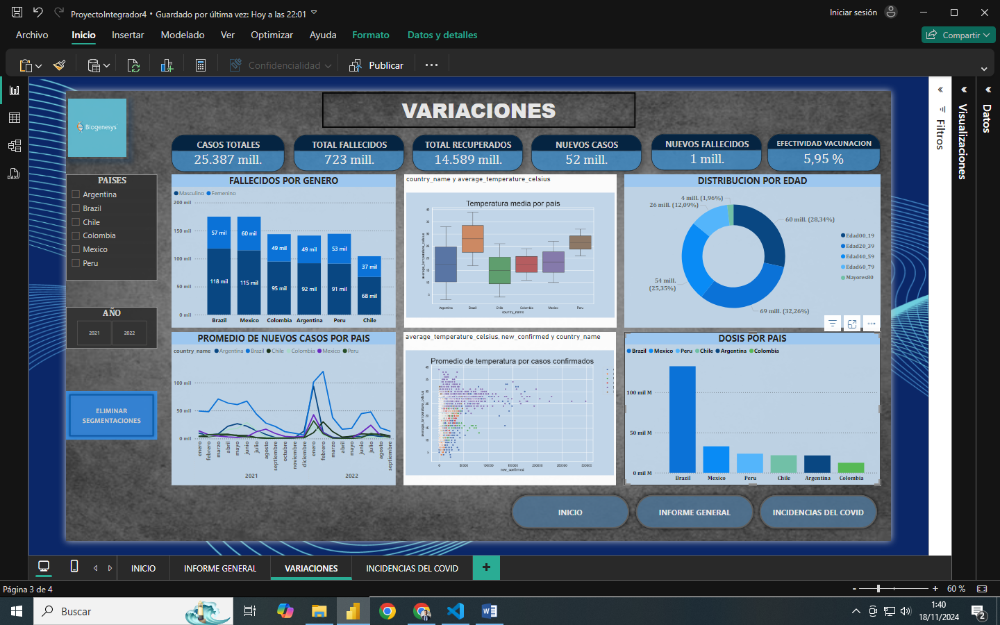 ProyectoIntegrador4 • Guardado por última vez: Hoy a las 22:01
Iniciar sesión
Archivo
Inicio
Insertar
Modelado
Ver
Optimizar
Ayuda
Formato
Datos y detalles
Compartir
Confidencialidad
Publicar
DAX
Blogenesys
VARIACIONES
CASOS TOTALES
25.387 mill.
TOTAL FALLECIDOS
723 mill.
TOTAL RECUPERADOS
14.589 mill.
NUEVOS CASOS
52 mill.
NUEVOS FALLECIDOS
1 mill.
EFECTIVIDAD VACUNACION
5,95 %
PAISES
Argentina
Brazil
Chile
Colombia
Mexico
Peru
AÑO
2021
2022
ELIMINAR
SEGMENTACIONES
FALLECIDOS POR GENERO
Masculino Femenino
200 mil
150 mil
100 mil
50 mil
0 mil
57 mil
60 mil
49 mil
49 mil
53 mil
37 mil
118 mil
115 mil
95 mil
92 mil
91 mil
68 mil
Brazil Mexico Colombia Argentina Peru Chile
country_name y average_temperature_celsius
Temperatura media por país
average_temperature_celsius
Argentina Brazil Chile Colombia Mexico Peru
country_name
DISTRIBUCION POR EDAD
4 mill. (1,96%)
26 mill. (12,09%)
60 mill. (28,34%)
54 mill.
(25,35%)
69 mill. (32,26%)
Edad00_19
Edad20_39
Edad40_59
Edad60_79
Mayores80
PROMEDIO DE NUEVOS CASOS POR PAIS
country_name Argentina Brazil Chile Colombia Mexico Peru
100 mil
50 mil
0 mil
enero febrero marzo abril mayo junio julio agosto septiembre octubre noviembre diciembre enero febrero marzo abril mayo junio julio agosto septiembre
2021 2022
average_temperature_celsius, new_confirmed y country_name
Promedio de temperatura por casos confirmados
average_temperature_celsius
0 50000 100000 150000 200000 250000 300000
new_confirmed
DOSIS POR PAIS
Brazil Mexico Peru Chile Argentina Colombia
100 mil M
50 mil M
0 mil M
Brazil Mexico Peru Chile Argentina Colombia
INICIO
INFORME GENERAL
INCIDENCIAS DEL COVID
Filtros
Visualizaciones
Datos
INICIO
INFORME GENERAL
VARIACIONES
INCIDENCIAS DEL COVID
Página 3 de 4
60 %
Buscar
1:40
18/11/2024
2